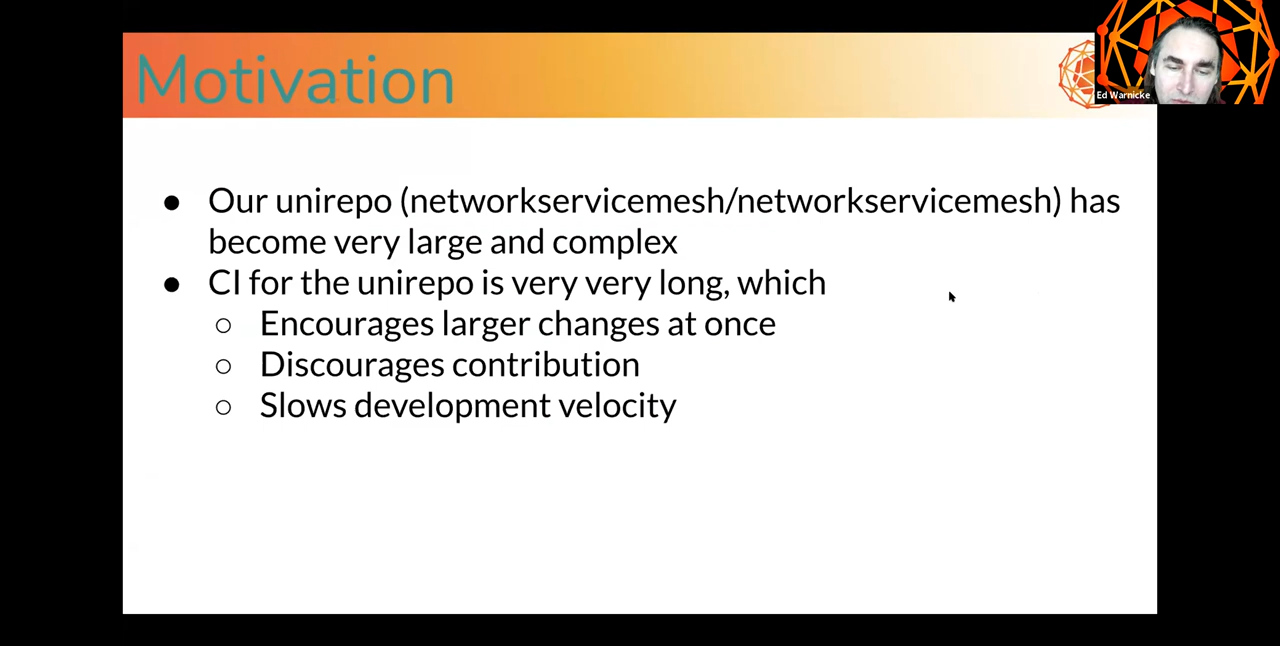 Motivation
Ed Warnicke
● Our unirepo (networkservicemesh/networkservicemesh) has
become very large and complex
● CI for the unirepo is very very long, which
○ Encourages larger changes at once
○ Discourages contribution
○ Slows development velocity